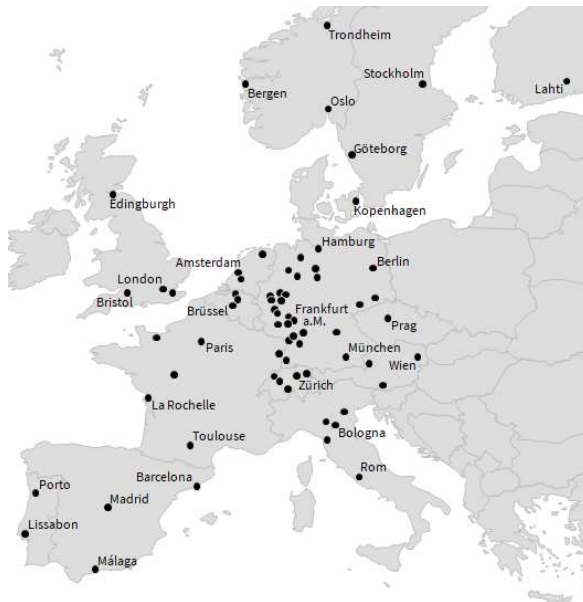 Trondheim
Stockholm
Lahti
Bergen
Oslo
Göteborg
Edingburgh
Kopenhagen
Hamburg
Amsterdam
Berlin
London
Bristol
Brüssel
Frankfurt
a.M.
Prag
Paris
München
Wien
Zürich
La Rochelle
Toulouse
Bologna
Barcelona
Rom
Porto
Madrid
Lissabon
Málaga